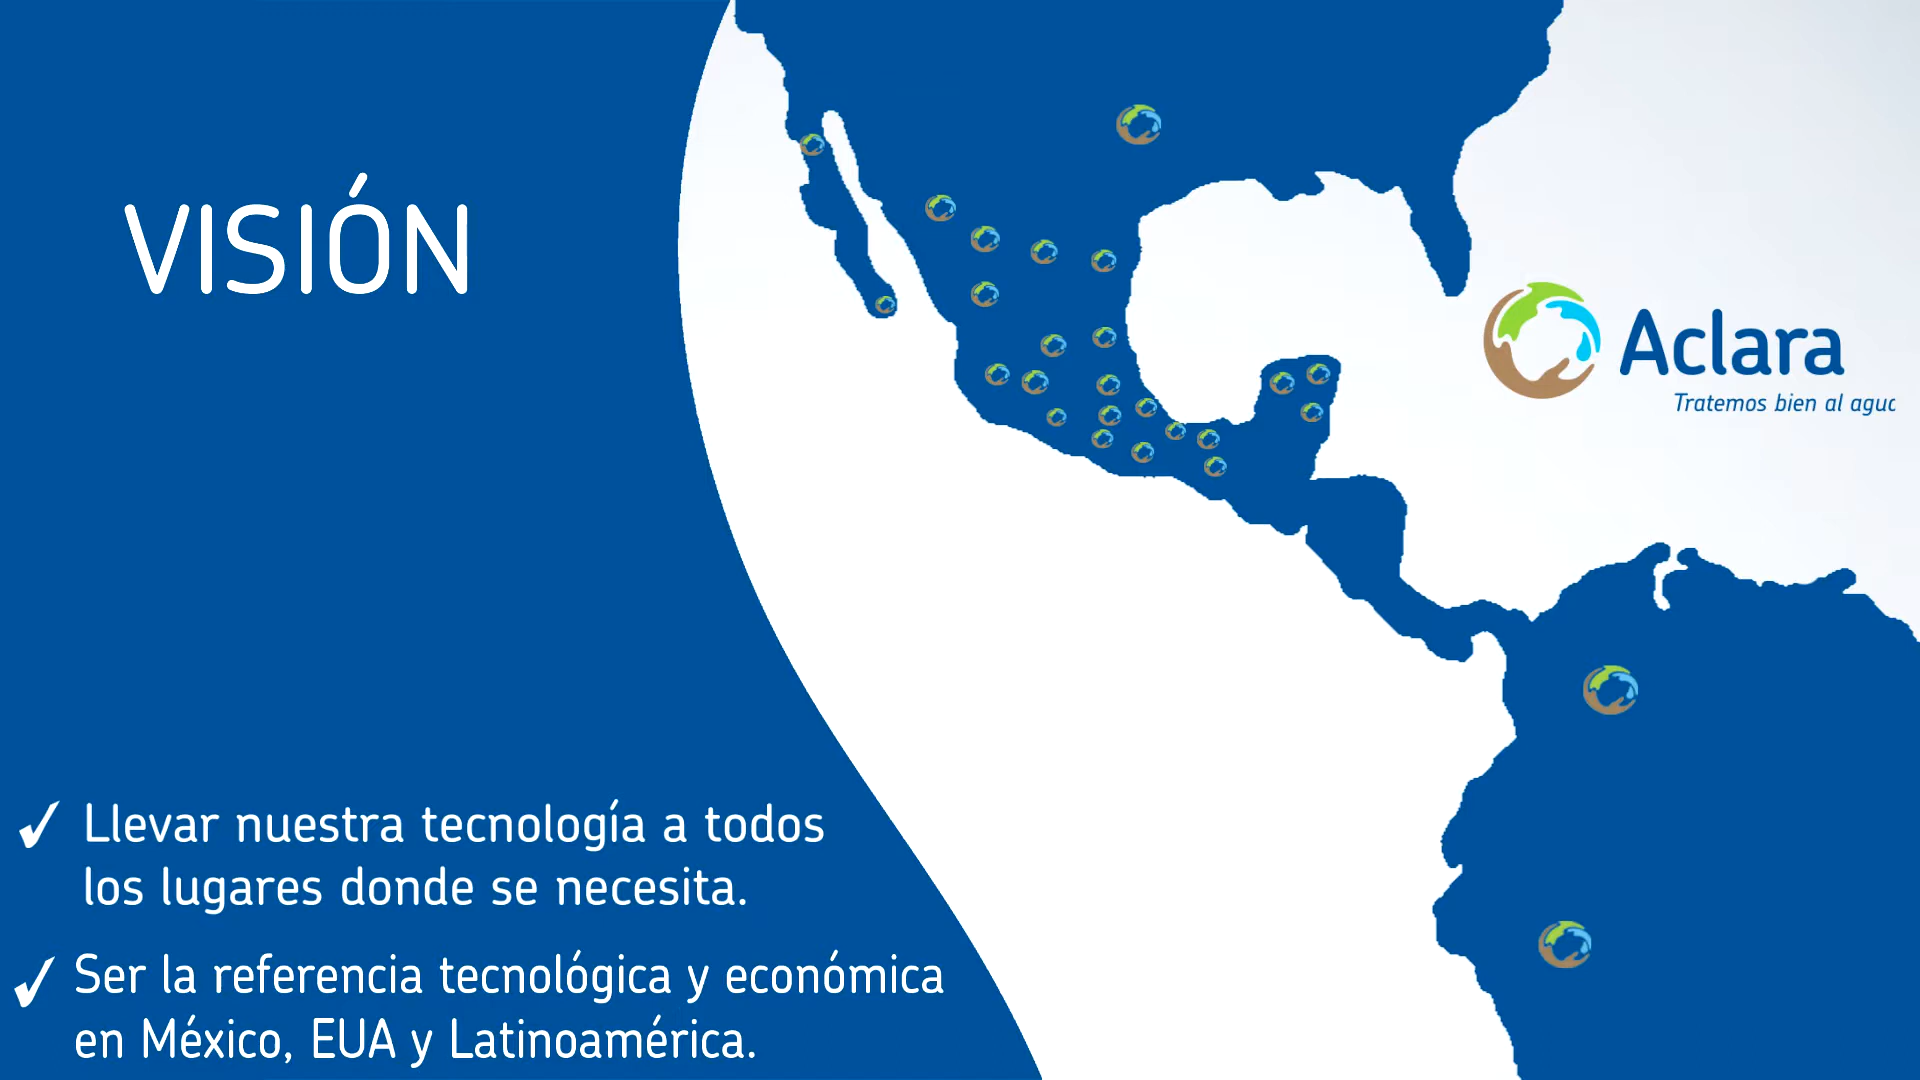 VISIÓN
Aclara
Tratemos bien al agua
✓ Llevar nuestra tecnología a todos
los lugares donde se necesita.
✓ Ser la referencia tecnológica y económica
en México, EUA y Latinoamérica.